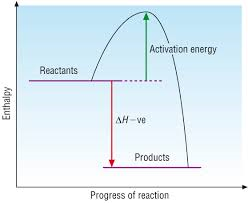 Activation energy
Reactants
ΔH−ve
Products
Enthalpy
Progress of reaction